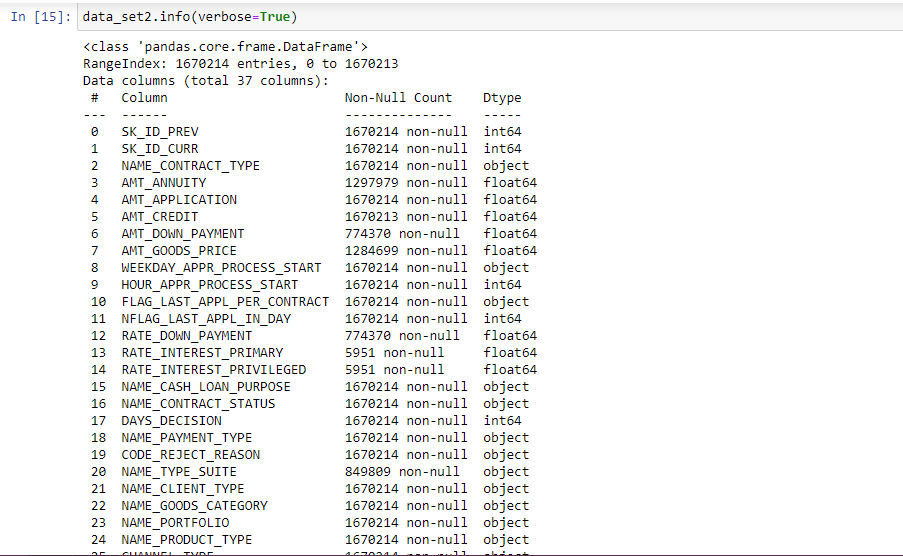 In [15]: data_set2.info(verbose=True)
<class 'pandas.core.frame.DataFrame'>
RangeIndex: 1670214 entries, 0 to 1670213
Data columns (total 37 columns):
 #   Column                       Non-Null Count    Dtype
---  ------                       --------------    -----
 0   SK_ID_PREV                   1670214 non-null  int64
 1   SK_ID_CURR                   1670214 non-null  int64
 2   NAME_CONTRACT_TYPE           1670214 non-null  object
 3   AMT_ANNUITY                  1297979 non-null  float64
 4   AMT_APPLICATION              1670214 non-null  float64
 5   AMT_CREDIT                   1670213 non-null  float64
 6   AMT_DOWN_PAYMENT             774370 non-null   float64
 7   AMT_GOODS_PRICE              1284699 non-null  float64
 8   WEEKDAY_APPR_PROCESS_START   1670214 non-null  object
 9   HOUR_APPR_PROCESS_START      1670214 non-null  int64
 10  FLAG_LAST_APPL_PER_CONTRACT  1670214 non-null  object
 11  NFLAG_LAST_APPL_IN_DAY       1670214 non-null  int64
 12  RATE_DOWN_PAYMENT            774370 non-null   float64
 13  RATE_INTEREST_PRIMARY        5951 non-null     float64
 14  RATE_INTEREST_PRIVILEGED     5951 non-null     float64
 15  NAME_CASH_LOAN_PURPOSE       1670214 non-null  object
 16  NAME_CONTRACT_STATUS         1670214 non-null  object
 17  DAYS_DECISION                1670214 non-null  int64
 18  NAME_PAYMENT_TYPE            1670214 non-null  object
 19  CODE_REJECT_REASON           1670214 non-null  object
 20  NAME_TYPE_SUITE              849809 non-null   object
 21  NAME_CLIENT_TYPE             1670214 non-null  object
 22  NAME_GOODS_CATEGORY          1670214 non-null  object
 23  NAME_PORTFOLIO               1670214 non-null  object
 24  NAME_PRODUCT_TYPE            1670214 non-null  object